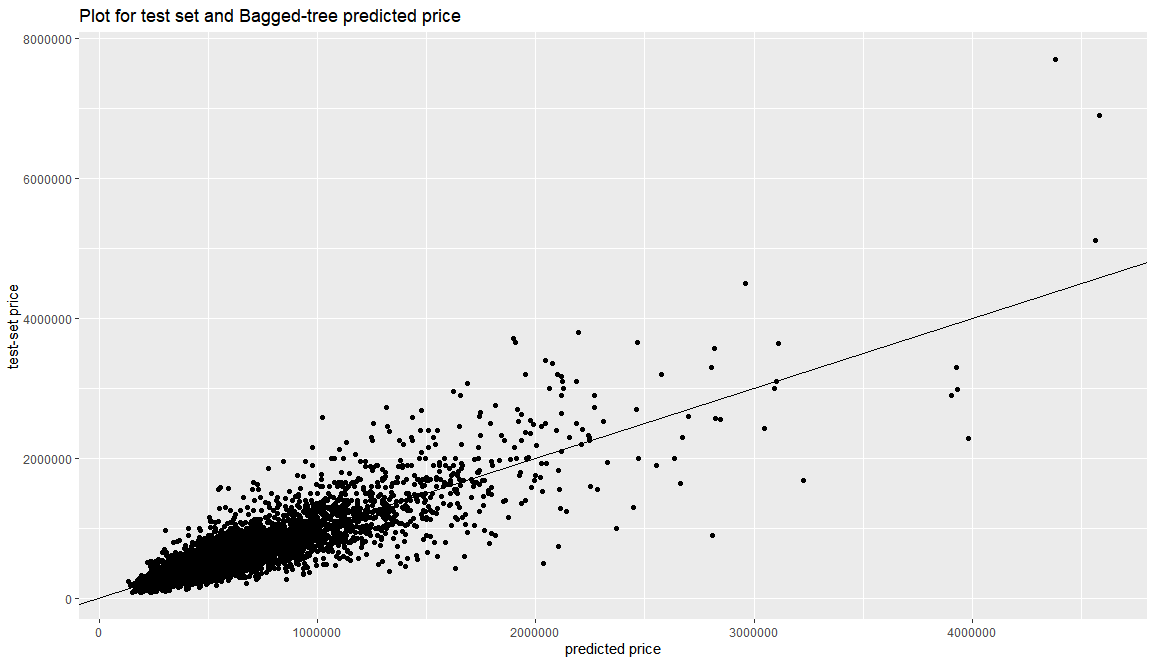 Plot for test set and Bagged-tree predicted price
8000000
6000000
4000000
2000000
0
test-set price
0 1000000 2000000 3000000 4000000
predicted price